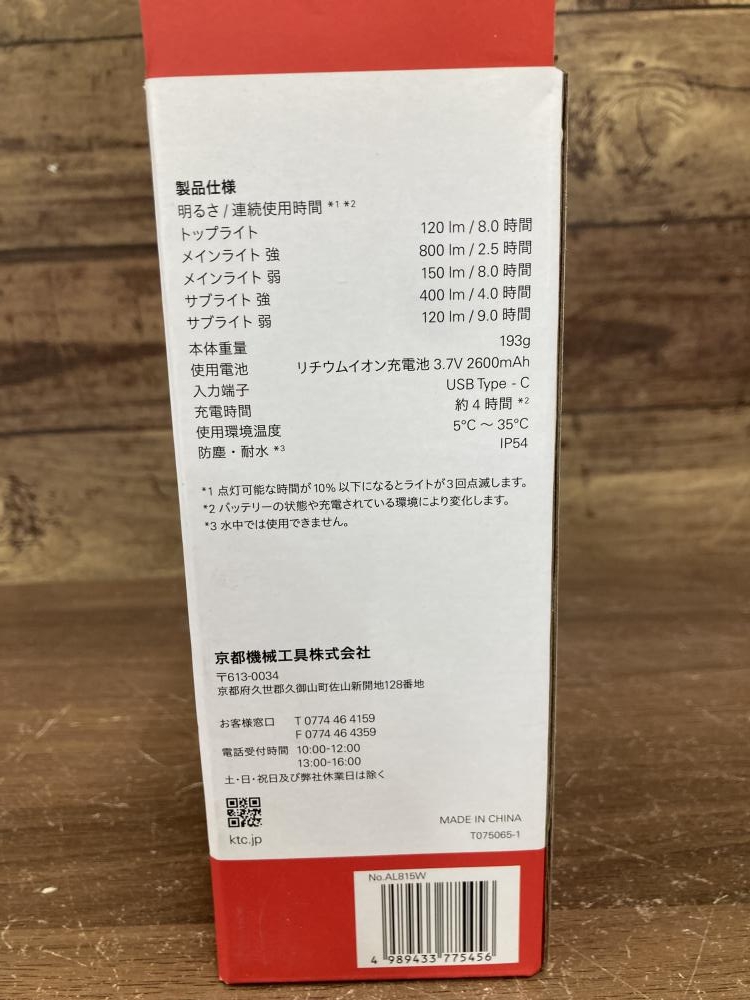 製品仕様
明るさ / 連続使用時間 *1 *2
トップライト 120 lm / 8.0 時間
メインライト 強 800 lm / 2.5 時間
メインライト 弱 150 lm / 8.0 時間
サブライト 強 400 lm / 4.0 時間
サブライト 弱 120 lm / 9.0 時間
本体重量 193g
使用電池 リチウムイオン充電池 3.7V 2600mAh
入力端子 USB Type - C
充電時間 約 4 時間 *2
使用環境温度 5°C ～ 35°C
防塵・耐水 *3 IP54
*1 点灯可能な時間が10% 以下になるとライトが3回点滅します。
*2 バッテリーの状態や充電されている環境により変化します。
*3 水中では使用できません。
京都機械工具株式会社
〒613-0034
京都府久世郡久御山町佐山新開地128番地
お客様窓口 T 0774 46 4159
F 0774 46 4359
電話受付時間 10:00-12:00
13:00-16:00
土・日・祝日及び弊社休業日は除く
ktc.jp
MADE IN CHINA
T075065-1
No.AL815W
4 989433 775456